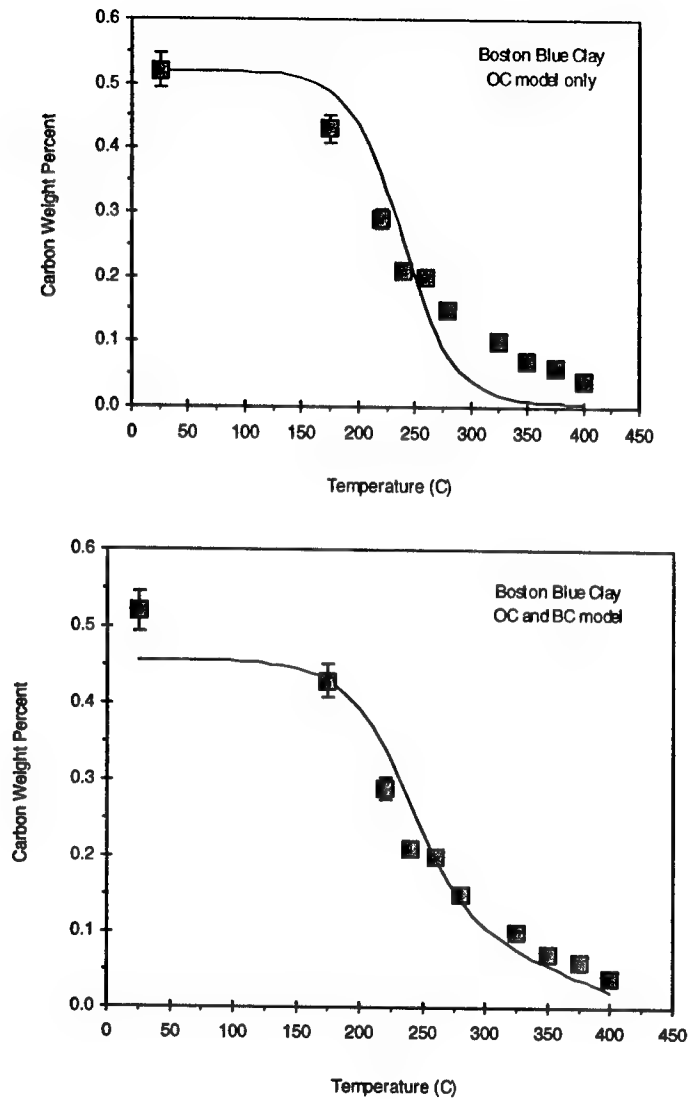 0.6
0.5
0.4
0.3
0.2
0.1
0.0
Carbon Weight Percent
Boston Blue Clay
OC model only
0 50 100 150 200 250 300 350 400 450
Temperature (C)
0.6
0.5
0.4
0.3
0.2
0.1
0.0
Carbon Weight Percent
Boston Blue Clay
OC and BC model
0 50 100 150 200 250 300 350 400 450
Temperature (C)